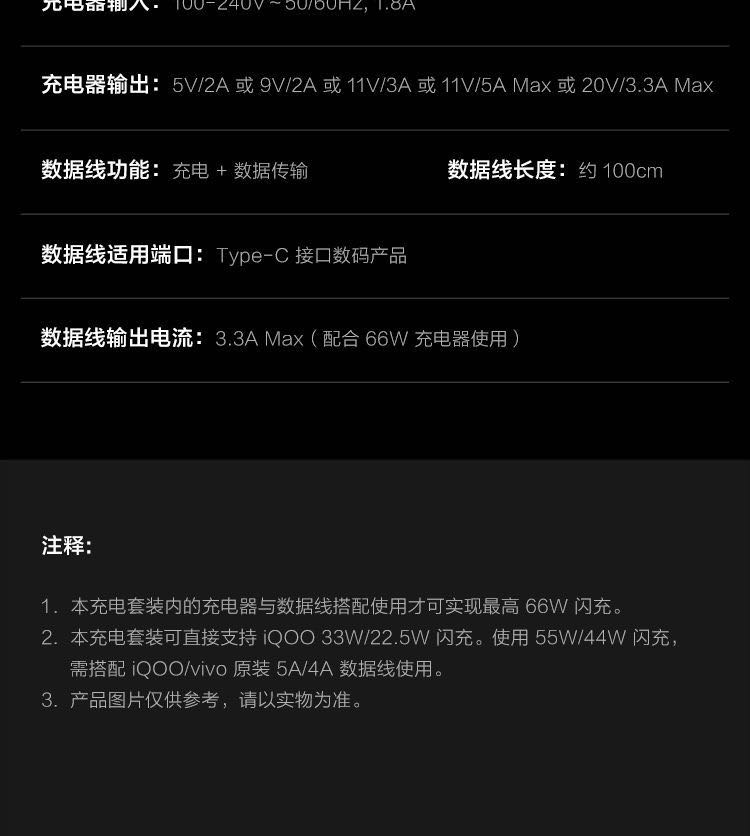 充电器输入：100-240V~50/60Hz, 1.8A
充电器输出：5V/2A 或 9V/2A 或 11V/3A 或 11V/5A Max 或 20V/3.3A Max
数据线功能：充电 + 数据传输 数据线长度：约 100cm
数据线适用端口：Type-C 接口数码产品
数据线输出电流：3.3A Max（配合 66W 充电器使用）
注释：
1. 本充电套装内的充电器与数据线搭配使用才可实现最高 66W 闪充。
2. 本充电套装可直接支持 iQOO 33W/22.5W 闪充。使用 55W/44W 闪充，
需搭配 iQOO/vivo 原装 5A/4A 数据线使用。
3. 产品图片仅供参考，请以实物为准。